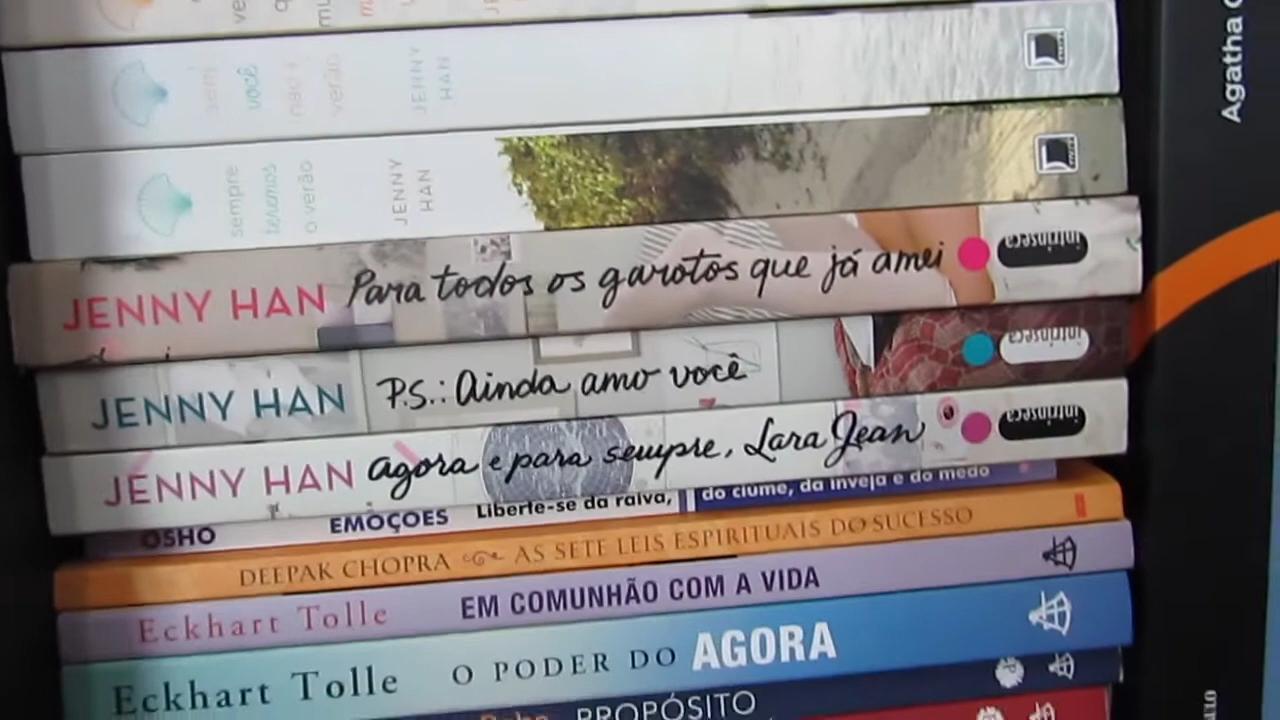 sem você não é verão JENNY HAN
sempre teremos o verão JENNY HAN
JENNY HAN Para todos os garotos que já amei intrínseca
JENNY HAN P.S.: Ainda amo você intrínseca
JENNY HAN agora e para sempre, Lara Jean intrínseca
OSHO EMOÇÕES Liberte-se da raiva, do ciúme, da inveja e do medo
DEEPAK CHOPRA AS SETE LEIS ESPIRITUAIS DO SUCESSO
Eckhart Tolle EM COMUNHÃO COM A VIDA
Eckhart Tolle O PODER DO AGORA
PROPÓSITO
Agatha